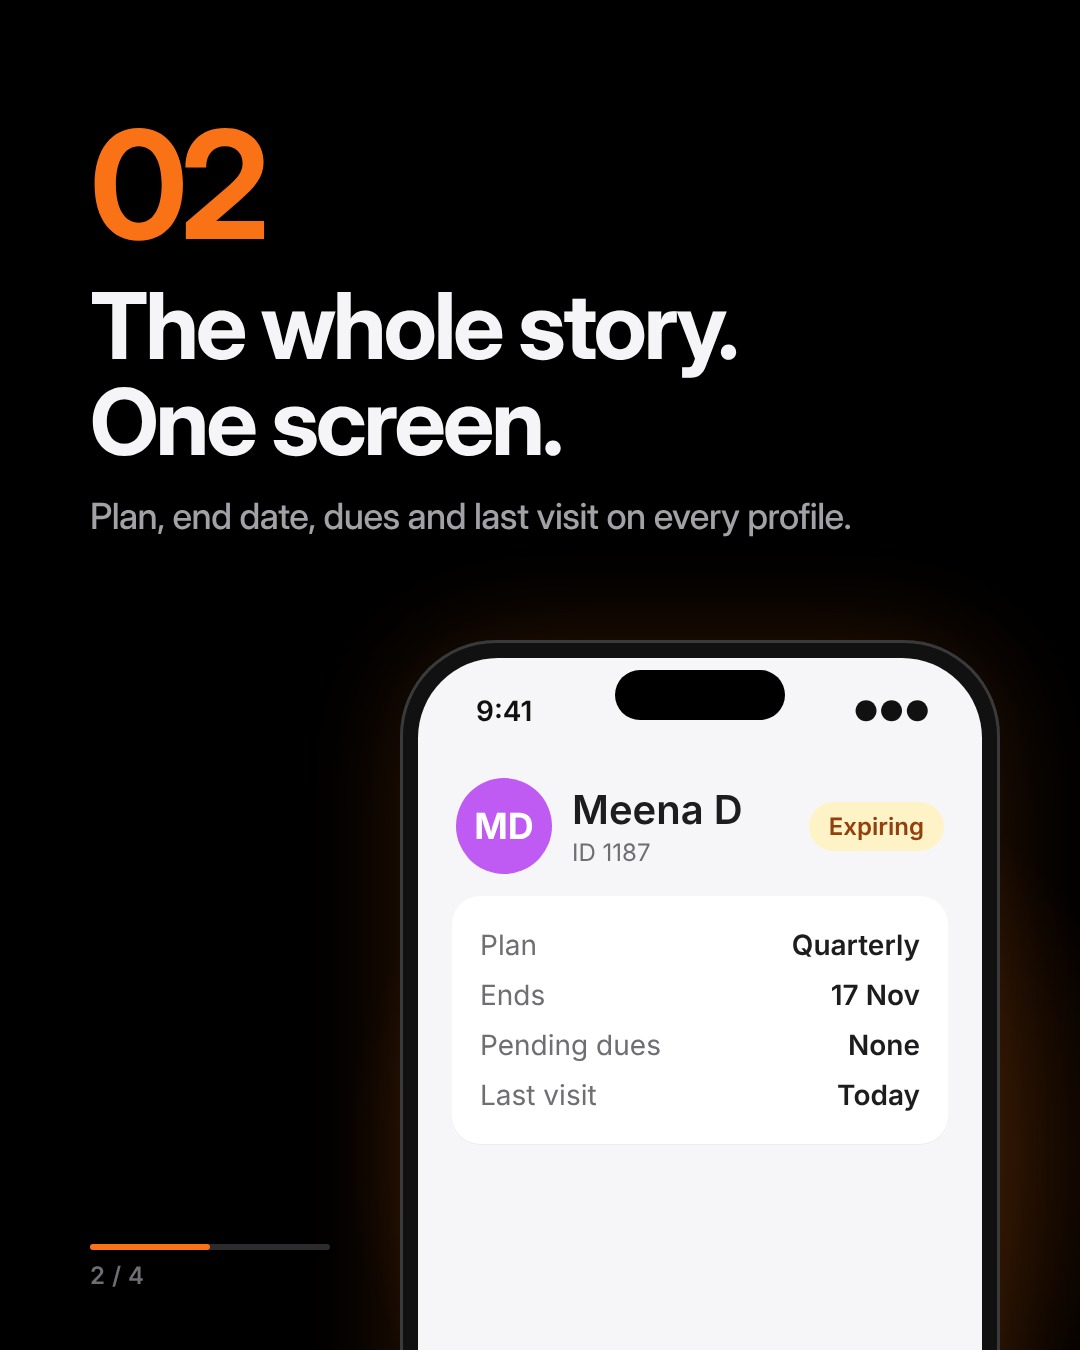 02
The whole story.
One screen.
Plan, end date, dues and last visit on every profile.
9:41
MD
Meena D
ID 1187
Expiring
Plan Quarterly
Ends 17 Nov
Pending dues None
Last visit Today
2 / 4